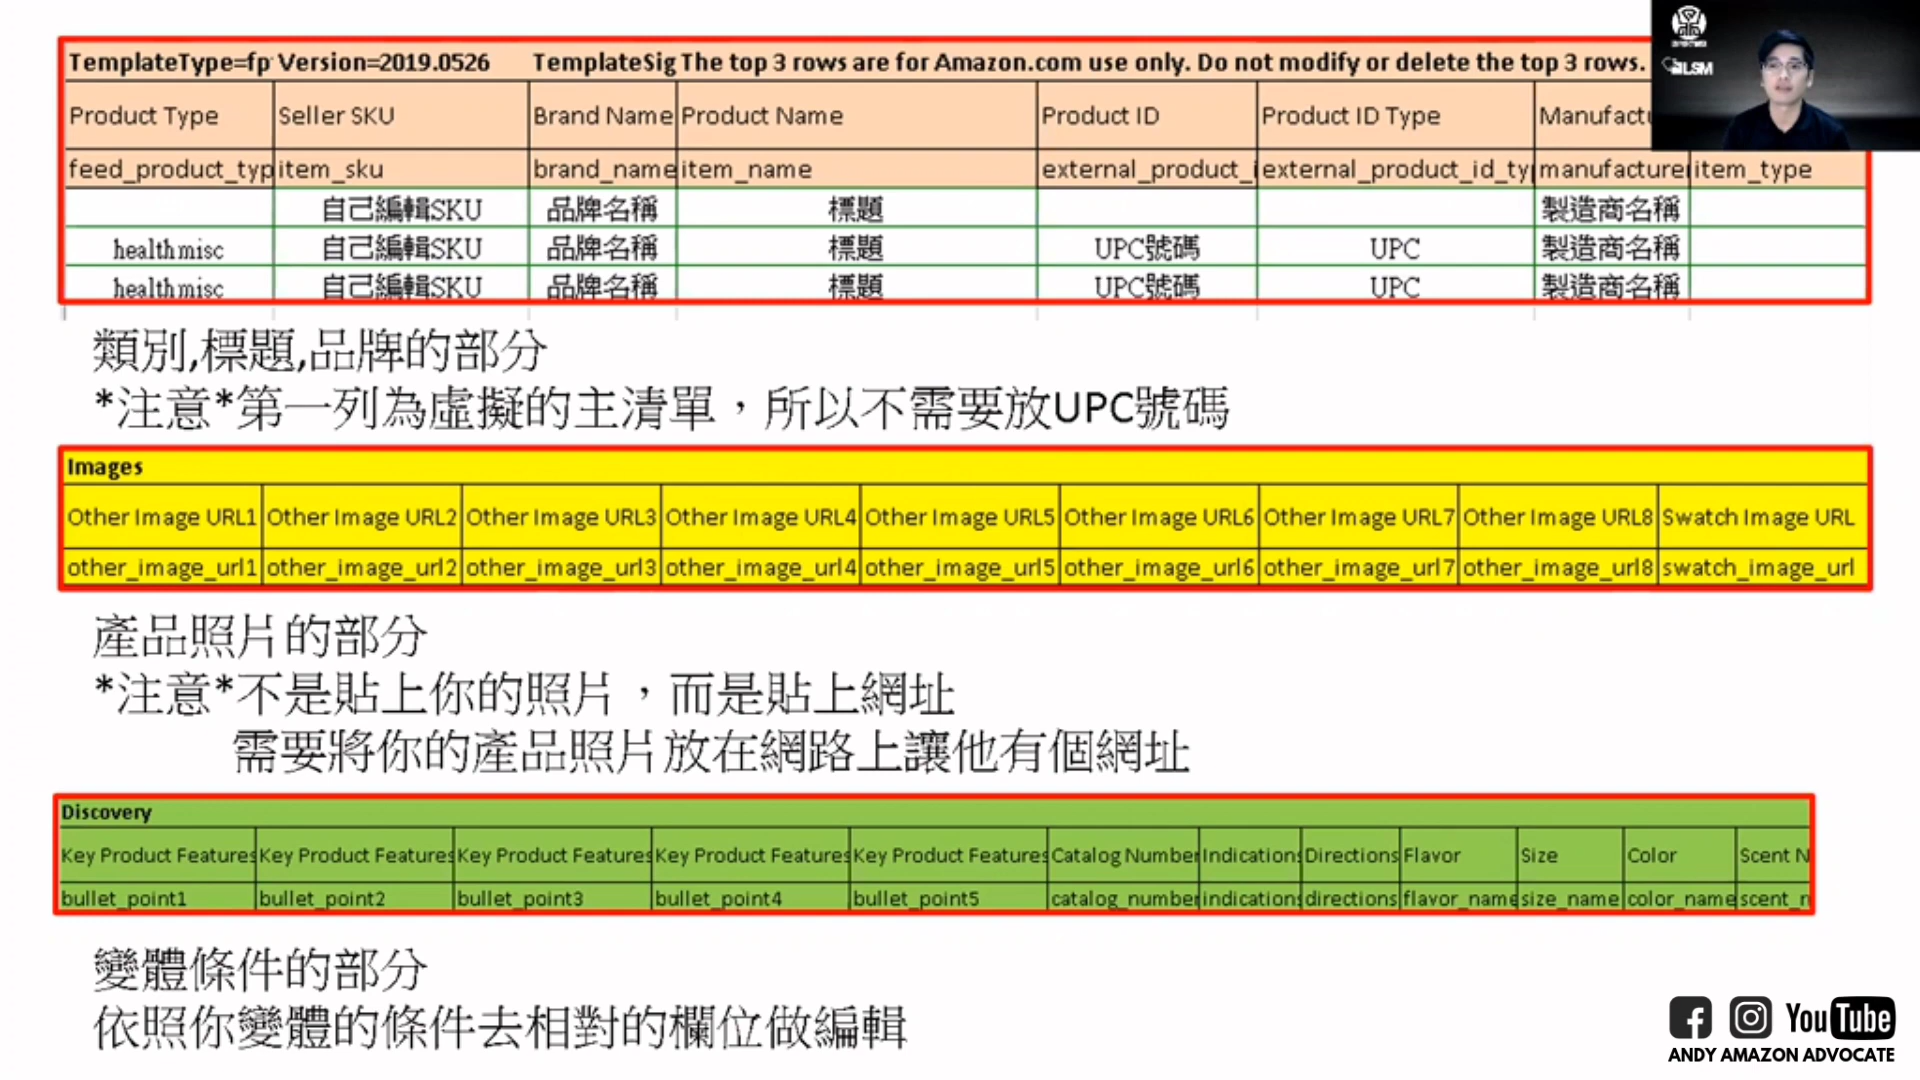 TemplateType=fp Version=2019.0526 TemplateSig The top 3 rows are for Amazon.com use only. Do not modify or delete the top 3 rows.
Product Type Seller SKU Brand Name Product Name Product ID Product ID Type Manufactu
feed_product_typ item_sku brand_name item_name external_product_i external_product_id_ty manufacture item_type
自己編輯SKU 品牌名稱 標題 製造商名稱
healthmisc 自己編輯SKU 品牌名稱 標題 UPC號碼 UPC 製造商名稱
healthmisc 自己編輯SKU 品牌名稱 標題 UPC號碼 UPC 製造商名稱
類別,標題,品牌的部分
*注意*第一列為虛擬的主清單，所以不需要放UPC號碼
Images
Other Image URL1 Other Image URL2 Other Image URL3 Other Image URL4 Other Image URL5 Other Image URL6 Other Image URL7 Other Image URL8 Swatch Image URL
other_image_url1 other_image_url2 other_image_url3 other_image_url4 other_image_url5 other_image_url6 other_image_url7 other_image_url8 swatch_image_url
產品照片的部分
*注意*不是貼上你的照片，而是貼上網址
需要將你的產品照片放在網路上讓他有個網址
Discovery
Key Product Features Key Product Features Key Product Features Key Product Features Key Product Features Catalog Number Indications Directions Flavor Size Color Scent N
bullet_point1 bullet_point2 bullet_point3 bullet_point4 bullet_point5 catalog_number indications directions flavor_name size_name color_name scent_n
變體條件的部分
依照你變體的條件去相對的欄位做編輯
YouTube
ANDY AMAZON ADVOCATE